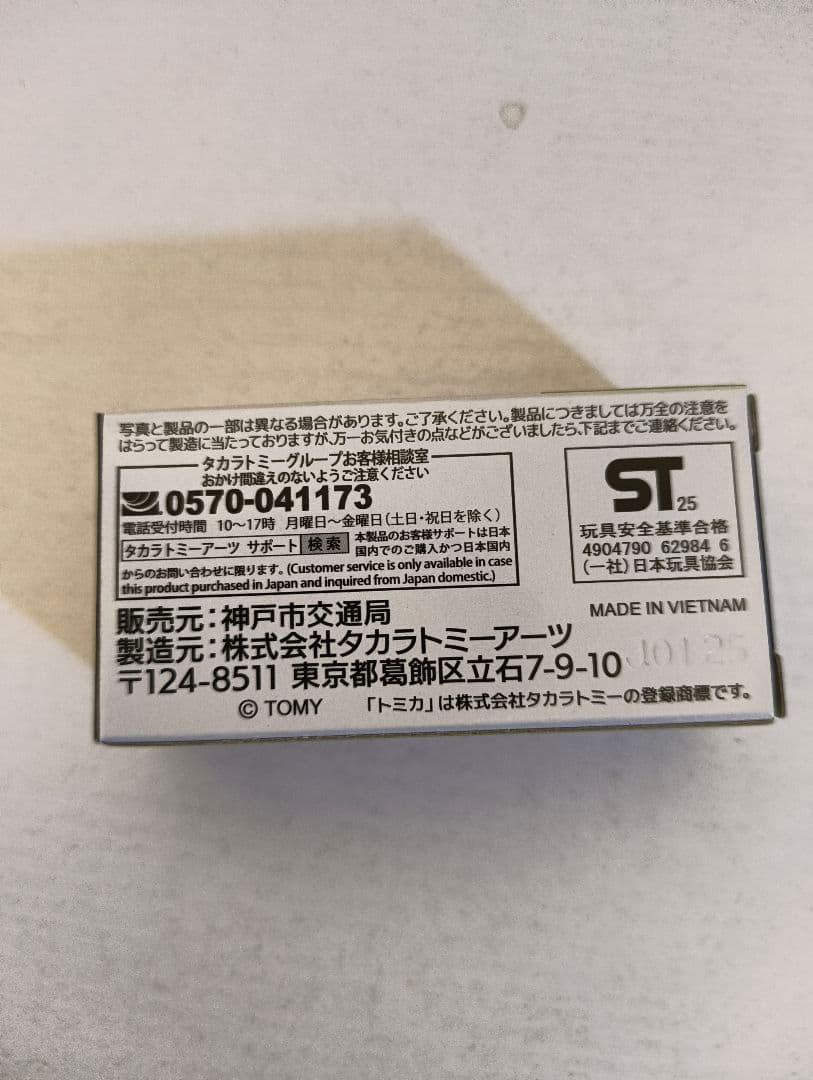 写真と製品の一部は異なる場合があります。ご了承ください。製品につきましては万全の注意を
はらって製造に当たっておりますが、万一お気付きの点などがございましたら、下記までご連絡ください。
タカラトミーグループお客様相談室
おかけ間違えのないようご注意ください
0570-041173
電話受付時間 10〜17時 月曜日〜金曜日（土日・祝日を除く）
タカラトミーアーツ サポート 検索
本製品のお客様サポートは日本
国内でのご購入かつ日本国内
からのお問い合わせに限ります。(Customer service is only available in case
this product purchased in Japan and inquired from Japan domestic.)
ST 25
玩具安全基準合格
4904790 62984 6
(一社)日本玩具協会
MADE IN VIETNAM
販売元：神戸市交通局
製造元：株式会社タカラトミーアーツ
〒124-8511 東京都葛飾区立石7-9-10
J0125
© TOMY 「トミカ」は株式会社タカラトミーの登録商標です。